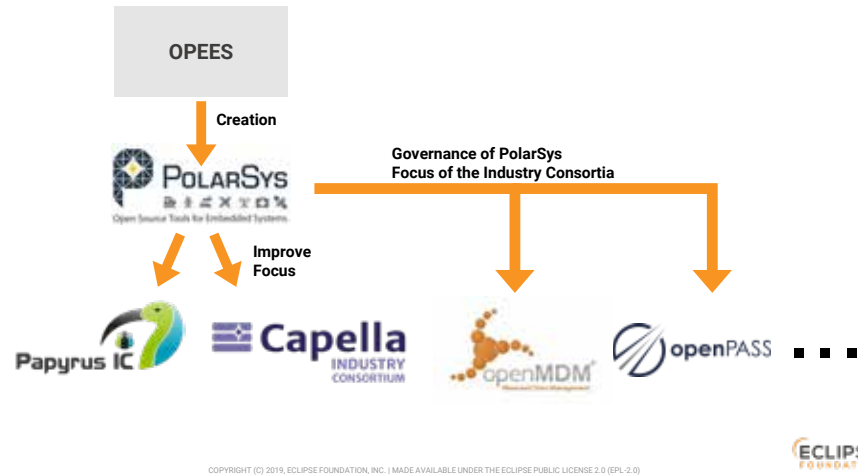 OPEES
Creation
POLARSYS
Open Source Tools for Embedded Systems
Governance of PolarSys
Focus of the Industry Consortia
Improve
Focus
Papyrus IC
Capella
INDUSTRY
CONSORTIUM
openMDM
openPASS
ECLIPS
FOUNDAT
COPYRIGHT (C) 2019, ECLIPSE FOUNDATION, INC. | MADE AVAILABLE UNDER THE ECLIPSE PUBLIC LICENSE 2.0 (EPL-2.0)